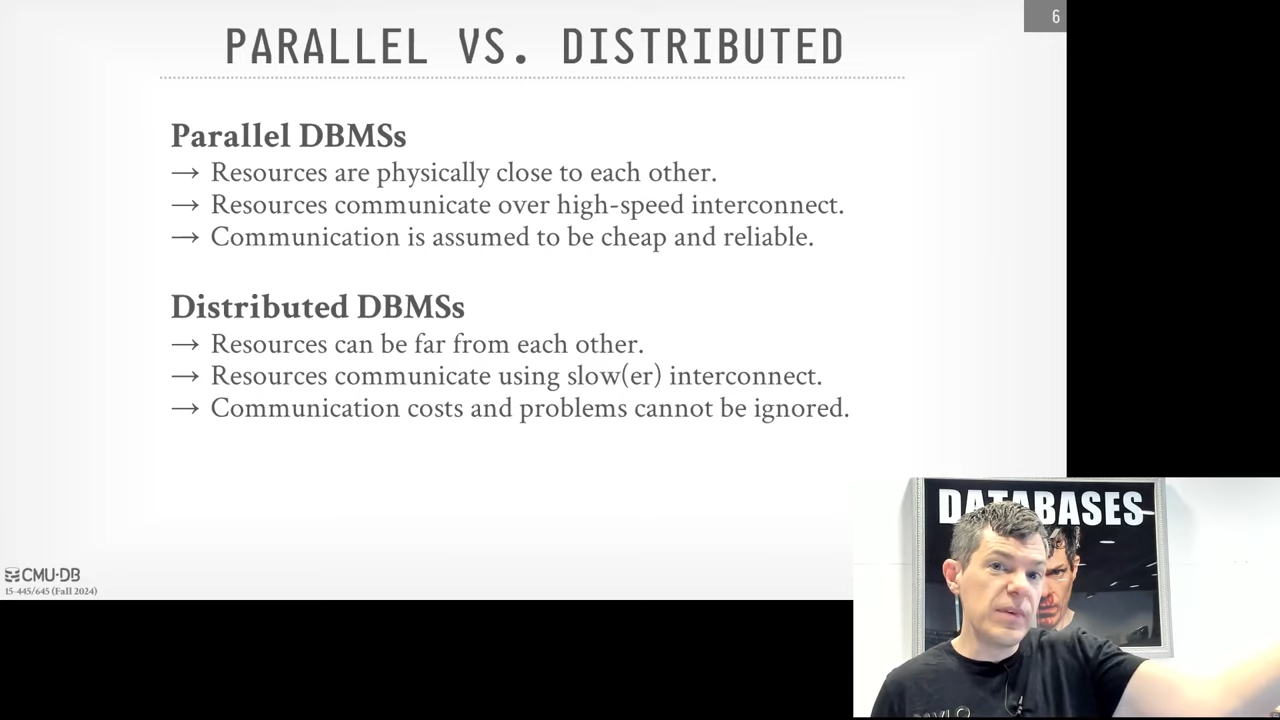 6
PARALLEL VS. DISTRIBUTED
Parallel DBMSs
→ Resources are physically close to each other.
→ Resources communicate over high-speed interconnect.
→ Communication is assumed to be cheap and reliable.
Distributed DBMSs
→ Resources can be far from each other.
→ Resources communicate using slow(er) interconnect.
→ Communication costs and problems cannot be ignored.
CMU·DB
15-445/645 (Fall 2024)
DATABASES